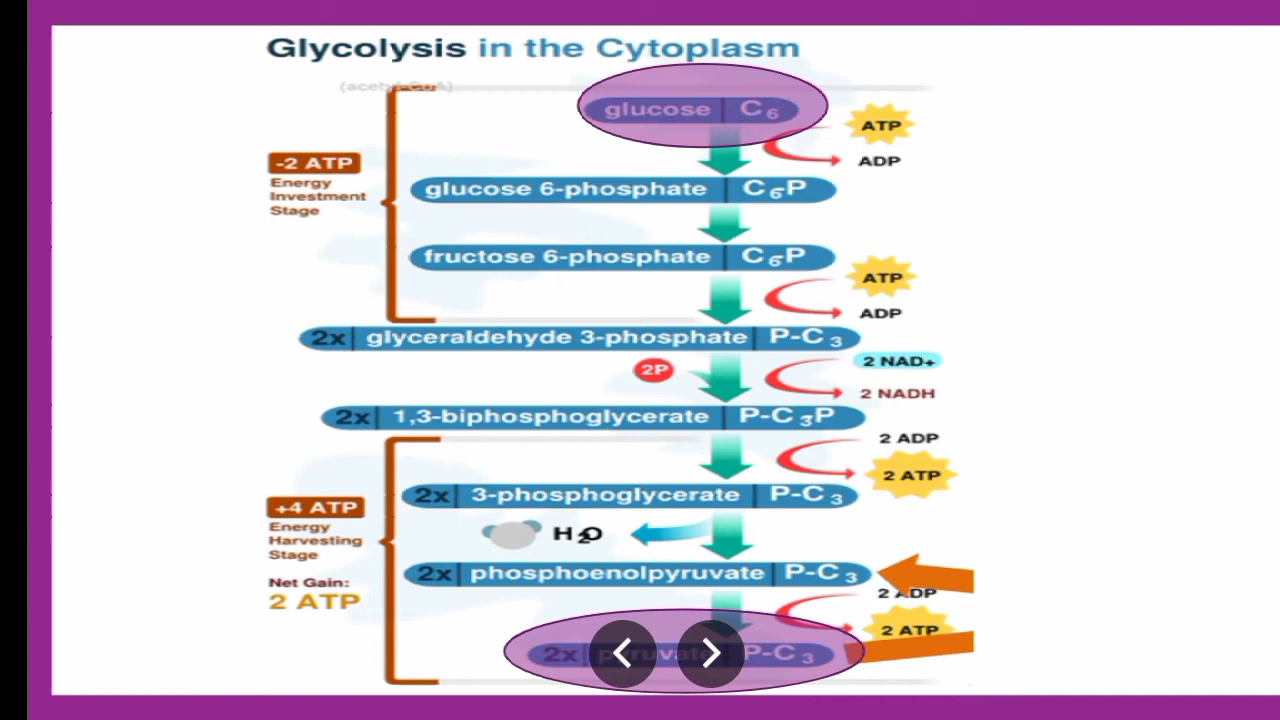 Glycolysis in the Cytoplasm
(acetyl-CoA)
glucose C6
ATP
ADP
-2 ATP
Energy
Investment
Stage
glucose 6-phosphate C6P
fructose 6-phosphate C6P
ATP
ADP
2x glyceraldehyde 3-phosphate P-C3
2P
2 NAD+
2 NADH
2x 1,3-biphosphoglycerate P-C3P
2 ADP
2 ATP
2x 3-phosphoglycerate P-C3
+4 ATP
Energy
Harvesting
Stage
H2O
2x phosphoenolpyruvate P-C3
Net Gain:
2 ATP
2 ADP
2 ATP
2x pyruvate P-C3